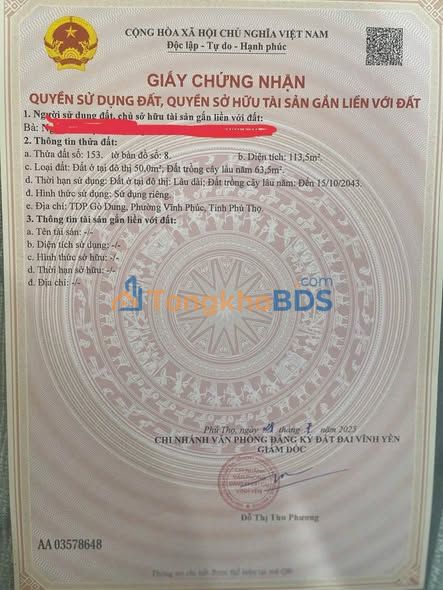 CỘNG HÒA XÃ HỘI CHỦ NGHĨA VIỆT NAM
Độc lập - Tự do - Hạnh phúc
GIẤY CHỨNG NHẬN
QUYỀN SỬ DỤNG ĐẤT, QUYỀN SỞ HỮU TÀI SẢN GẮN LIỀN VỚI ĐẤT
1. Người sử dụng đất, chủ sở hữu tài sản gắn liền với đất:
Bà:
2. Thông tin thửa đất:
a. Thửa đất số: 153. tờ bản đồ số: 8. b. Diện tích: 113,5m².
c. Loại đất: Đất ở tại đô thị 50,0m²; Đất trồng cây lâu năm 63,5m².
d. Thời hạn sử dụng: Đất ở tại đô thị: Lâu dài; Đất trồng cây lâu năm: Đến 15/10/2043.
đ. Hình thức sử dụng: Sử dụng riêng.
e. Địa chỉ: TDP Gò Dung, Phường Vĩnh Phúc, Tỉnh Phú Thọ.
3. Thông tin tài sản gắn liền với đất:
a. Tên tài sản: -/-
b. Diện tích sử dụng: -/-
c. Hình thức sở hữu: -/-
d. Thời hạn sở hữu: -/-
đ. Địa chỉ: -/-
TongkhoBDS.com
Phú Thọ, ngày tháng năm 2025
CHI NHÁNH VĂN PHÒNG ĐĂNG KÝ ĐẤT ĐAI VĨNH YÊN
GIÁM ĐỐC
CHI NHÁNH
VĂN PHÒNG
VĨNH YÊN
Đỗ Thị Thu Phương
AA 03578648